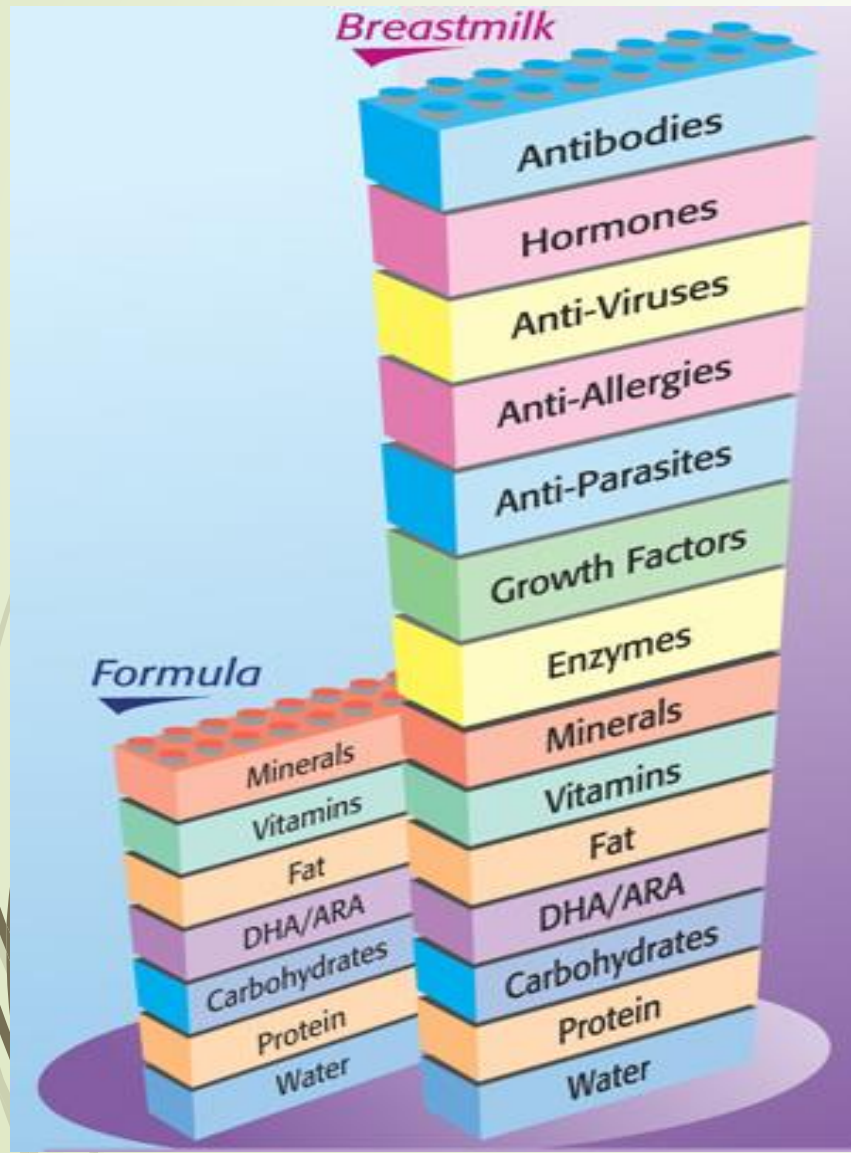 Breastmilk
Antibodies
Hormones
Anti-Viruses
Anti-Allergies
Anti-Parasites
Growth Factors
Enzymes
Minerals
Vitamins
Fat
DHA/ARA
Carbohydrates
Protein
Water
Formula
Minerals
Vitamins
Fat
DHA/ARA
Carbohydrates
Protein
Water